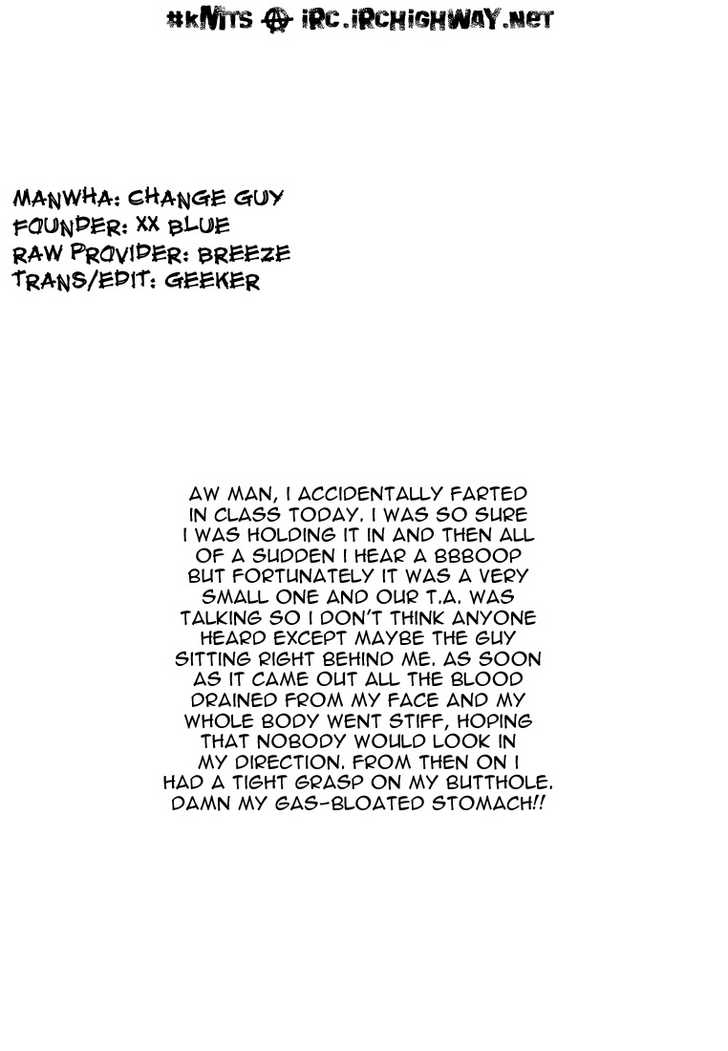 #KMTS @ IRC.IRCHIGHWAY.NET
MANWHA: CHANGE GUY
FOUNDER: XX BLUE
RAW PROVIDER: BREEZE
TRANS/EDIT: GEEKER
AW MAN, I ACCIDENTALLY FARTED
IN CLASS TODAY. I WAS SO SURE
I WAS HOLDING IT IN AND THEN ALL
OF A SUDDEN I HEAR A BBBOOP
BUT FORTUNATELY IT WAS A VERY
SMALL ONE AND OUR T.A. WAS
TALKING SO I DON'T THINK ANYONE
HEARD EXCEPT MAYBE THE GUY
SITTING RIGHT BEHIND ME. AS SOON
AS IT CAME OUT ALL THE BLOOD
DRAINED FROM MY FACE AND MY
WHOLE BODY WENT STIFF, HOPING
THAT NOBODY WOULD LOOK IN
MY DIRECTION. FROM THEN ON I
HAD A TIGHT GRASP ON MY BUTTHOLE.
DAMN MY GAS-BLOATED STOMACH!!